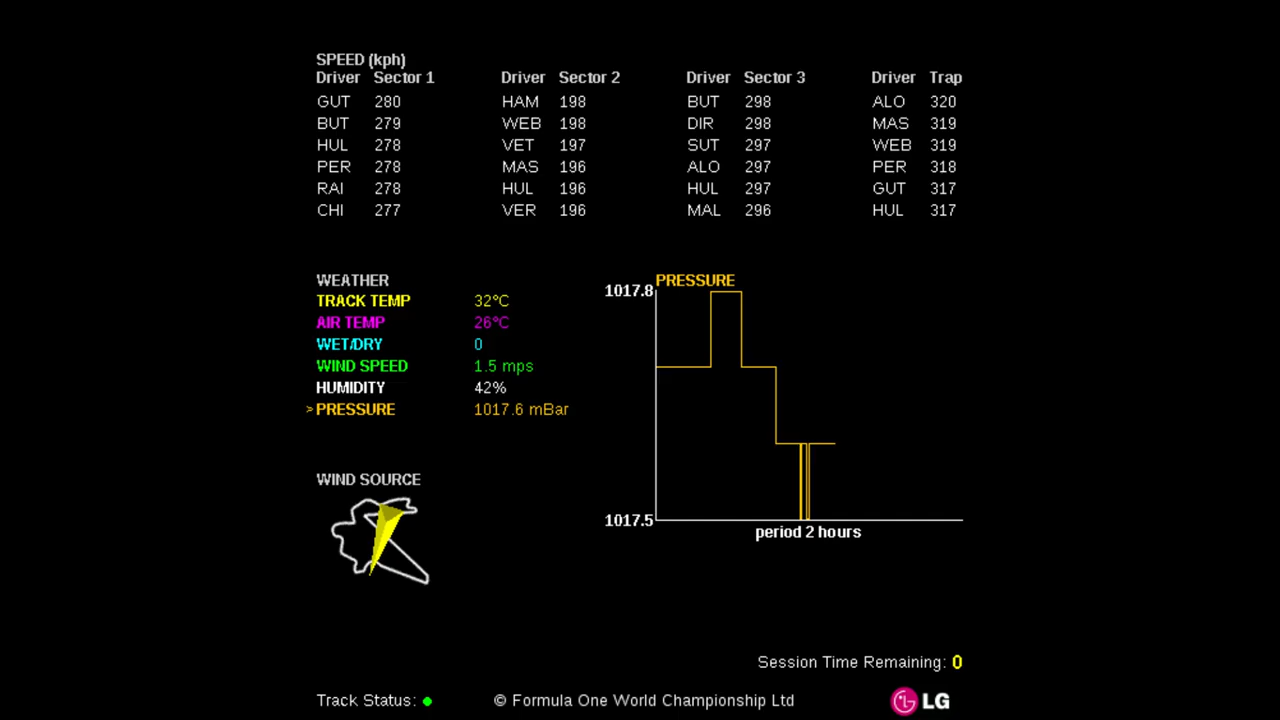 SPEED (kph)
Driver Sector 1 Driver Sector 2 Driver Sector 3 Driver Trap
GUT 280 HAM 198 BUT 298 ALO 320
BUT 279 WEB 198 DIR 298 MAS 319
HUL 278 VET 197 SUT 297 WEB 319
PER 278 MAS 196 ALO 297 PER 318
RAI 278 HUL 196 HUL 297 GUT 317
CHI 277 VER 196 MAL 296 HUL 317
WEATHER
TRACK TEMP 32°C
AIR TEMP 26°C
WET/DRY 0
WIND SPEED 1.5 mps
HUMIDITY 42%
>PRESSURE 1017.6 mBar
PRESSURE
1017.8
1017.5
period 2 hours
WIND SOURCE
Session Time Remaining: 0
Track Status: © Formula One World Championship Ltd LG